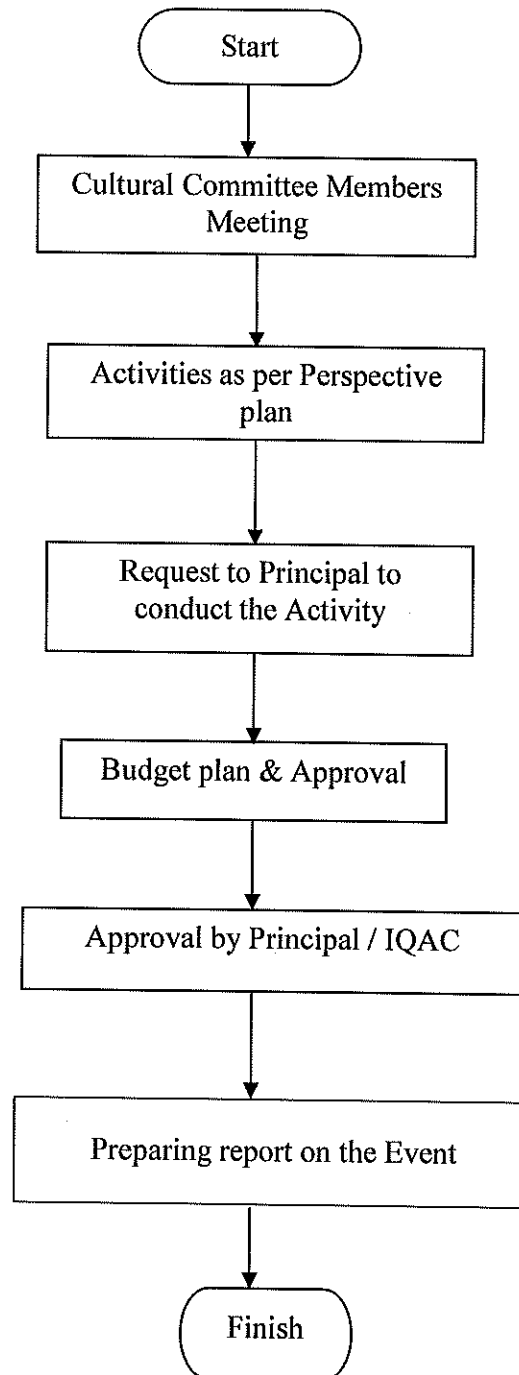 Start
Cultural Committee Members
Meeting
Activities as per Perspective
plan
Request to Principal to
conduct the Activity
Budget plan & Approval
Approval by Principal / IQAC
Preparing report on the Event
Finish